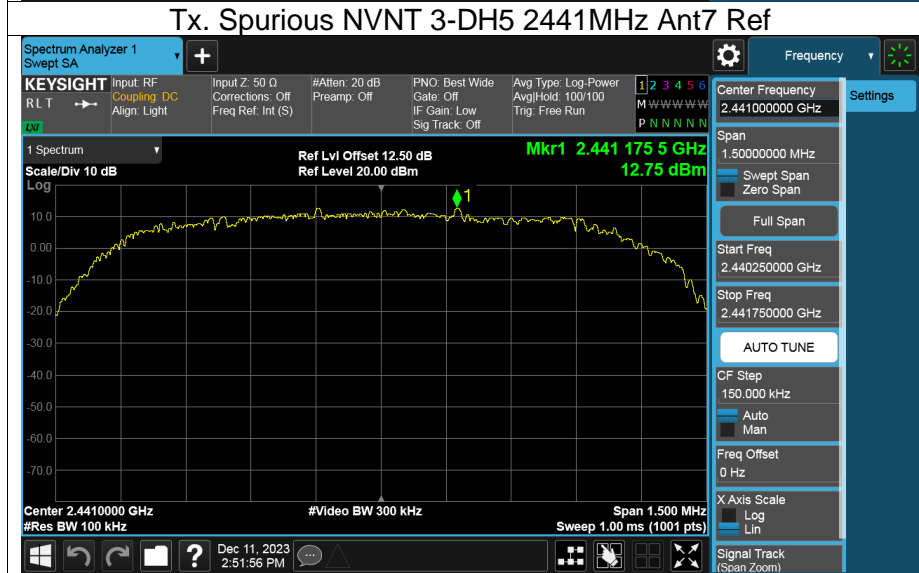 Tx. Spurious NVNT 3-DH5 2441MHz Ant7 Ref
Spectrum Analyzer 1
Swept SA
+
Frequency
KEYSIGHT
R L T
LXI
Input: RF
Coupling: DC
Align: Light
Input Z: 50 Ω
Corrections: Off
Freq Ref: Int (S)
#Atten: 20 dB
Preamp: Off
PNO: Best Wide
Gate: Off
IF Gain: Low
Sig Track: Off
Avg Type: Log-Power
Avg|Hold: 100/100
Trig: Free Run
1 2 3 4 5 6
M W W W W W
P N N N N N
1 Spectrum
Scale/Div 10 dB
Log
Ref Lvl Offset 12.50 dB
Ref Level 20.00 dBm
Mkr1 2.441 175 5 GHz
12.75 dBm
1
10.0
0.00
-10.0
-20.0
-30.0
-40.0
-50.0
-60.0
-70.0
Center 2.4410000 GHz
#Res BW 100 kHz
#Video BW 300 kHz
Span 1.500 MHz
Sweep 1.00 ms (1001 pts)
?
Dec 11, 2023
2:51:56 PM
Center Frequency
2.441000000 GHz
Span
1.50000000 MHz
Swept Span
Zero Span
Full Span
Start Freq
2.440250000 GHz
Stop Freq
2.441750000 GHz
AUTO TUNE
CF Step
150.000 kHz
Auto
Man
Freq Offset
0 Hz
X Axis Scale
Log
Lin
Signal Track
(Span Zoom)
Settings